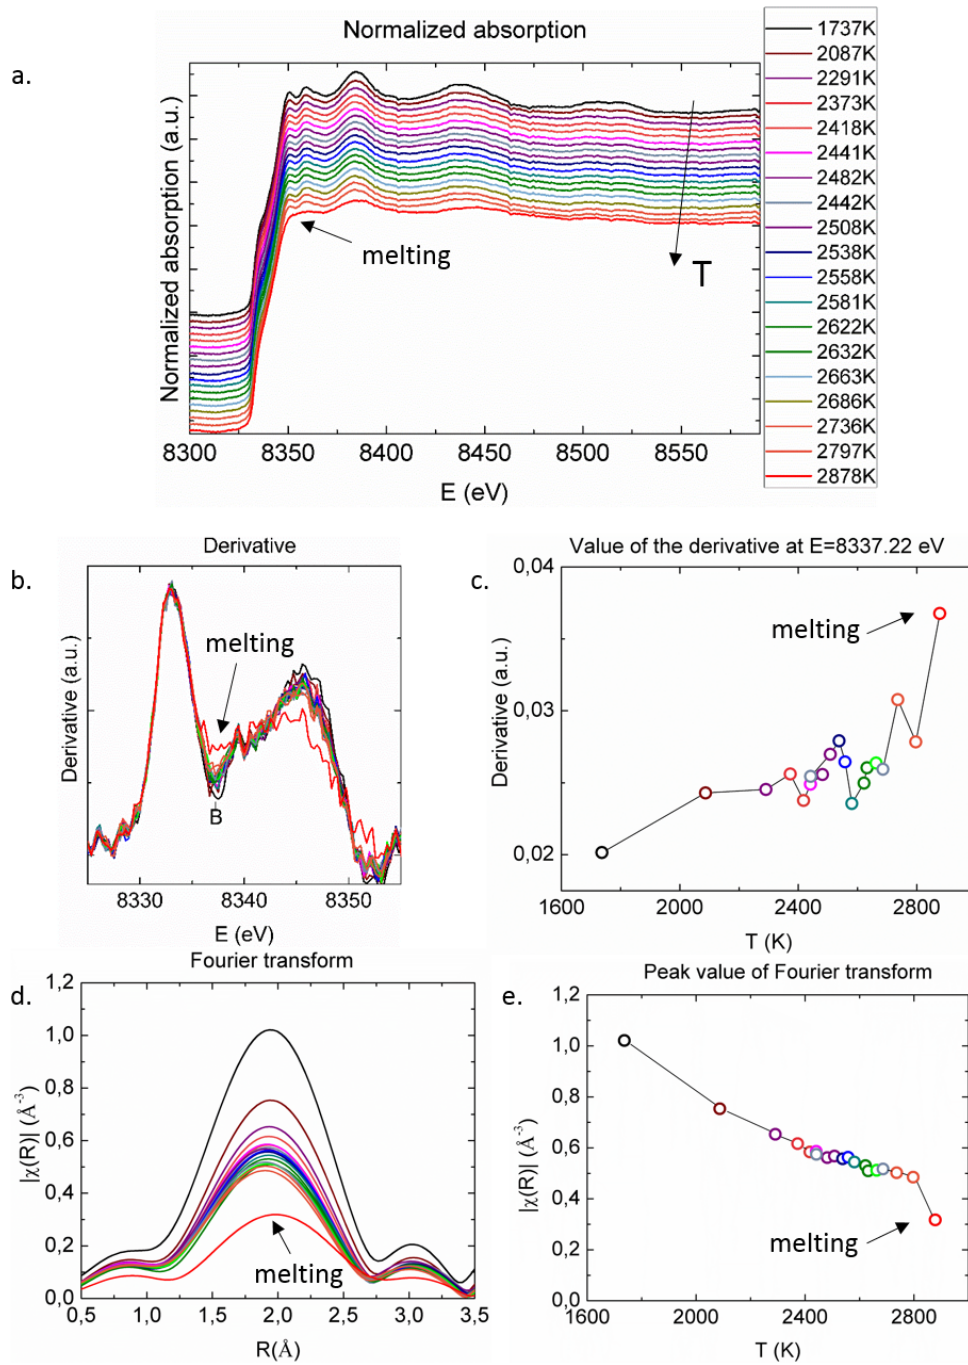 a.
Normalized absorption
Normalized absorption (a.u.)
melting
T
8300 8350 8400 8450 8500 8550
E (eV)
1737K
2087K
2291K
2373K
2418K
2441K
2482K
2442K
2508K
2538K
2558K
2581K
2622K
2632K
2663K
2686K
2736K
2797K
2878K
b.
Derivative
Derivative (a.u.)
melting
B
8330 8340 8350
E (eV)
c.
Value of the derivative at E=8337.22 eV
Derivative (a.u.)
0,04
0,03
0,02
melting
1600 2000 2400 2800
T (K)
d.
Fourier transform
|χ(R)| (Å⁻³)
1,2
1,0
0,8
0,6
0,4
0,2
0,0
melting
0,5 1,0 1,5 2,0 2,5 3,0 3,5
R(Å)
e.
Peak value of Fourier transform
|χ(R)| (Å⁻³)
1,2
1,0
0,8
0,6
0,4
0,2
0,0
melting
1600 2000 2400 2800
T (K)